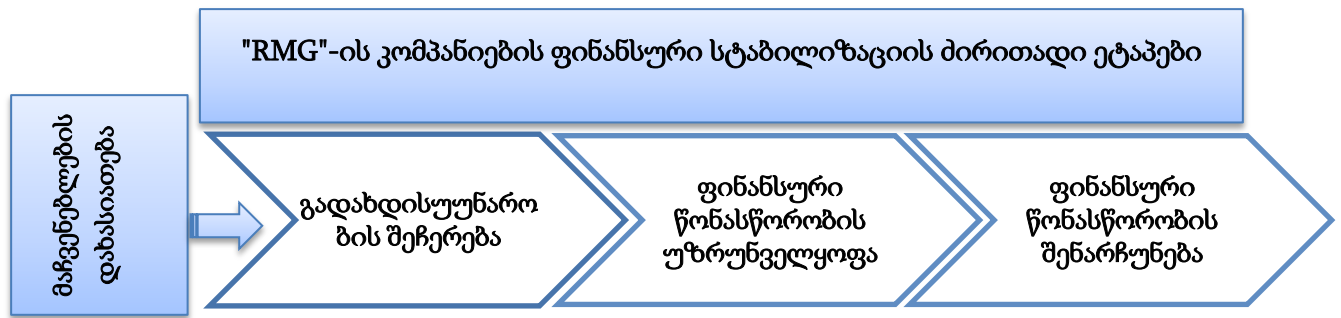 "RMG"-ის კომპანიების ფინანსური სტაბილიზაციის ძირითადი ეტაპები
მაჩვენებლების
დახასიათება
გადახდისუუნარო
ბის შეჩერება
ფინანსური
წონასწორობის
უზრუნველყოფა
ფინანსური
წონასწორობის
შენარჩუნება